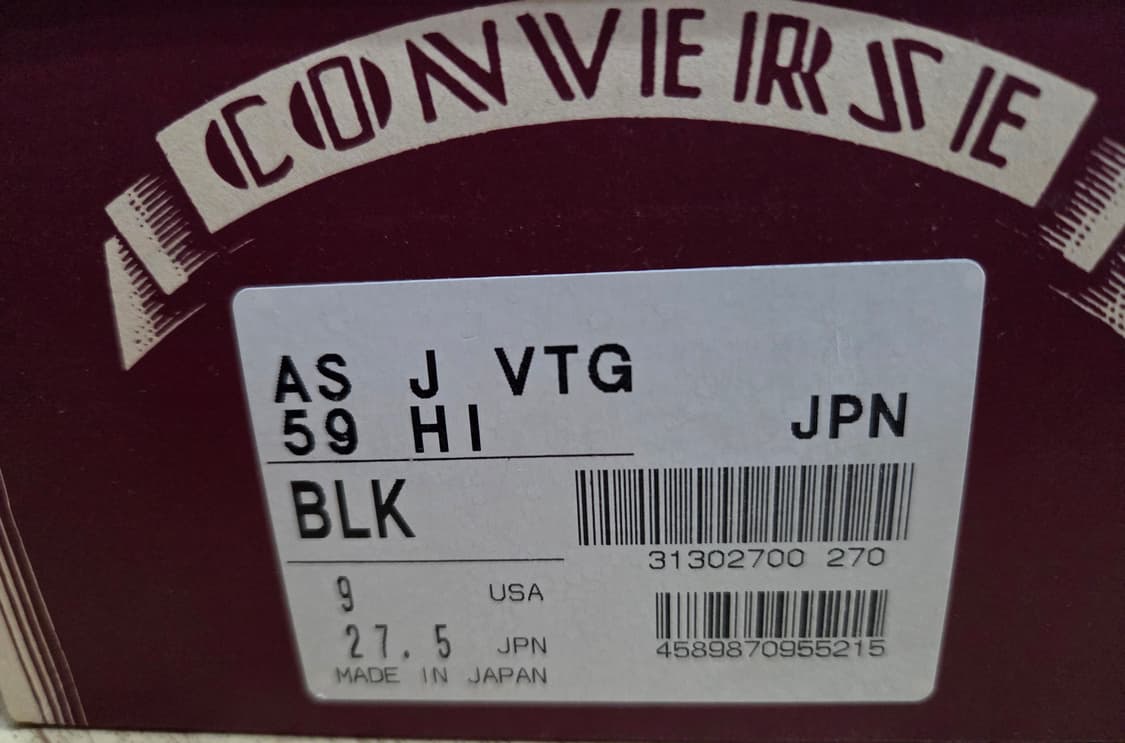 CONVERSE
AS J VTG
59 HI
JPN
BLK
31302700 270
9 USA
27.5 JPN
4589870955215
MADE IN JAPAN